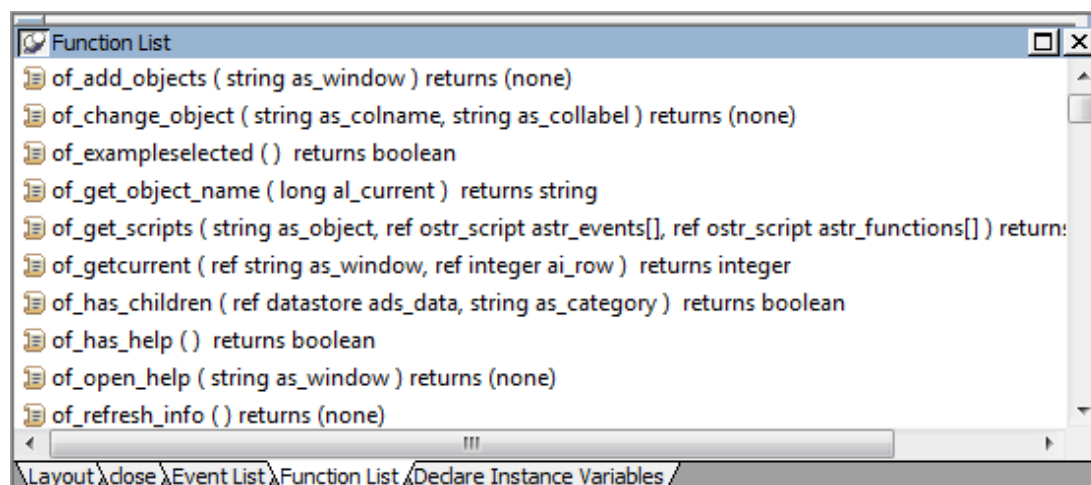 Function List
of_add_objects ( string as_window ) returns (none)
of_change_object ( string as_colname, string as_collabel ) returns (none)
of_exampleselected ( )  returns boolean
of_get_object_name ( long al_current )  returns string
of_get_scripts ( string as_object, ref ostr_script astr_events[], ref ostr_script astr_functions[] ) returns
of_getcurrent ( ref string as_window, ref integer ai_row )  returns integer
of_has_children ( ref datastore ads_data, string as_category )  returns boolean
of_has_help ( )  returns boolean
of_open_help ( string as_window ) returns (none)
of_refresh_info ( ) returns (none)
Layout close Event List Function List Declare Instance Variables